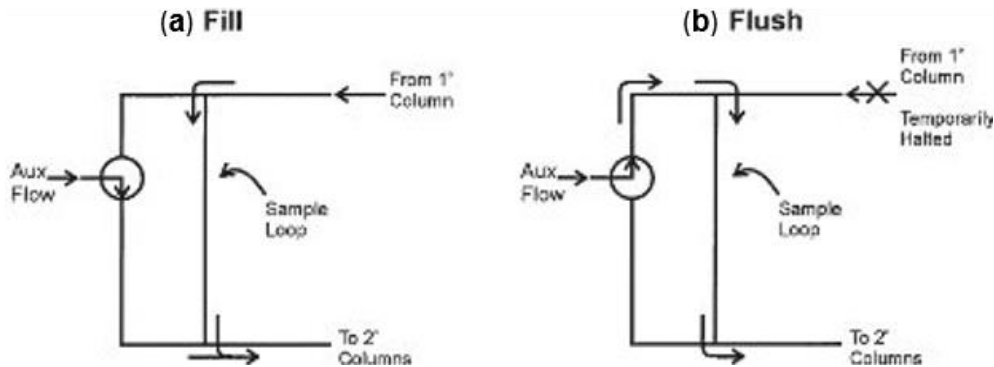 (a) Fill
From 1°
Column
Aux
Flow
Sample
Loop
To 2°
Columns
(b) Flush
From 1°
Column
Temporarily
Halted
Aux
Flow
Sample
Loop
To 2°
Columns